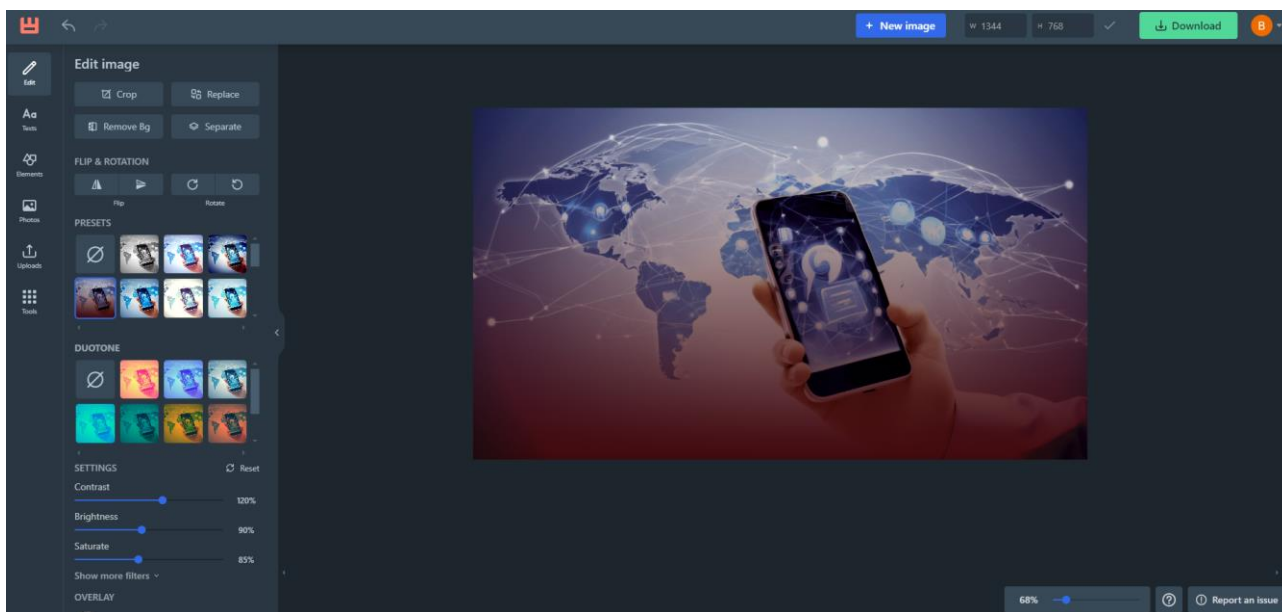 + New image
W 1344
H 768
Download
B
Edit image
Edit
Crop
Replace
Aa
Texts
Remove Bg
Separate
Elements
FLIP & ROTATION
Flip
Rotate
Photos
PRESETS
Uploads
Tools
DUOTONE
SETTINGS
Reset
Contrast
120%
Brightness
90%
Saturate
85%
Show more filters
OVERLAY
68%
Report an issue